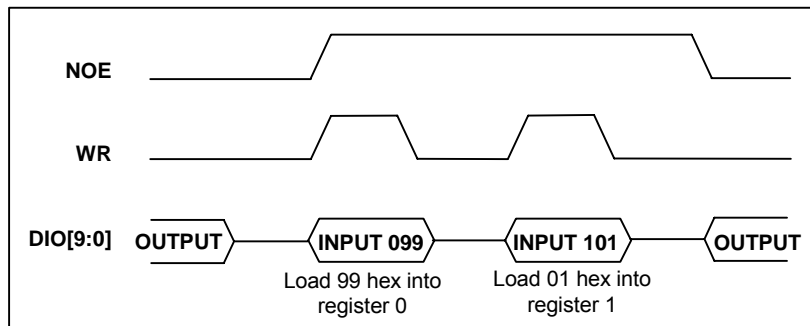 NOE
WR
DIO[9:0]
OUTPUT
INPUT 099
INPUT 101
OUTPUT
Load 99 hex into
register 0
Load 01 hex into
register 1